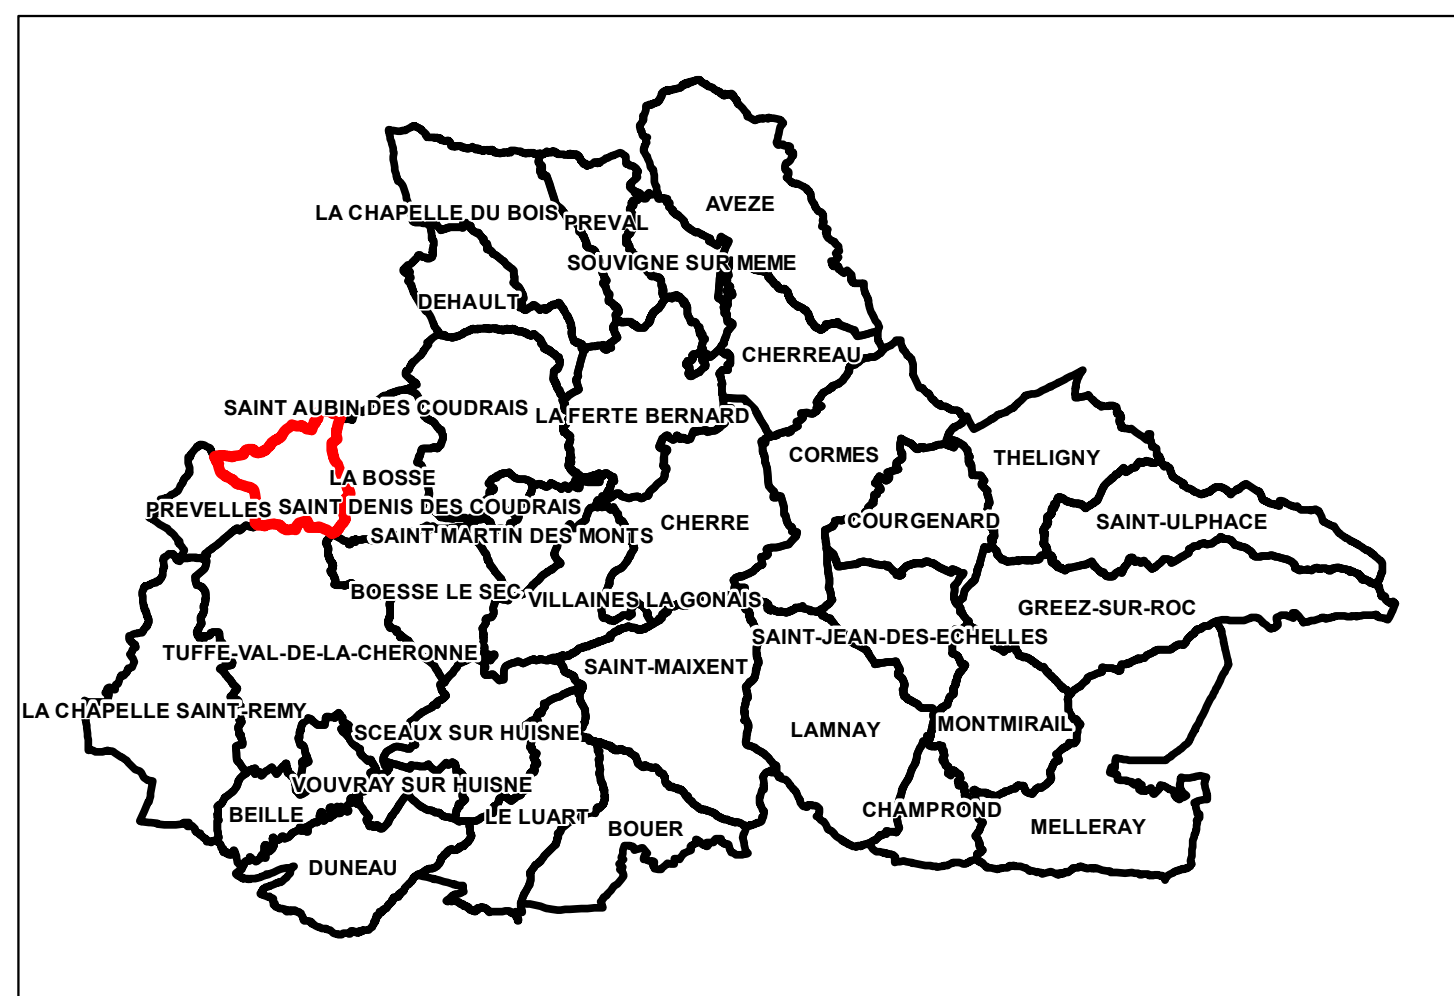 AVEZE
LA CHAPELLE DU BOIS
PREVAL
SOUVIGNE SUR MEME
DEHAULT
CHERREAU
SAINT AUBIN DES COUDRAIS
LA FERTE BERNARD
CORMES
THELIGNY
LA BOSSE
PREVELLES
SAINT DENIS DES COUDRAIS
CHERRE
COURGENARD
SAINT-ULPHACE
SAINT MARTIN DES MONTS
BOESSE LE SEC
VILLAINES LA GONAIS
GREEZ-SUR-ROC
SAINT-JEAN-DES-ECHELLES
TUFFE-VAL-DE-LA-CHERONNE
SAINT-MAIXENT
LA CHAPELLE SAINT-REMY
SCEAUX SUR HUISNE
LAMNAY
MONTMIRAIL
VOUVRAY SUR HUISNE
BEILLE
LE LUART
CHAMPROND
BOUER
MELLERAY
DUNEAU